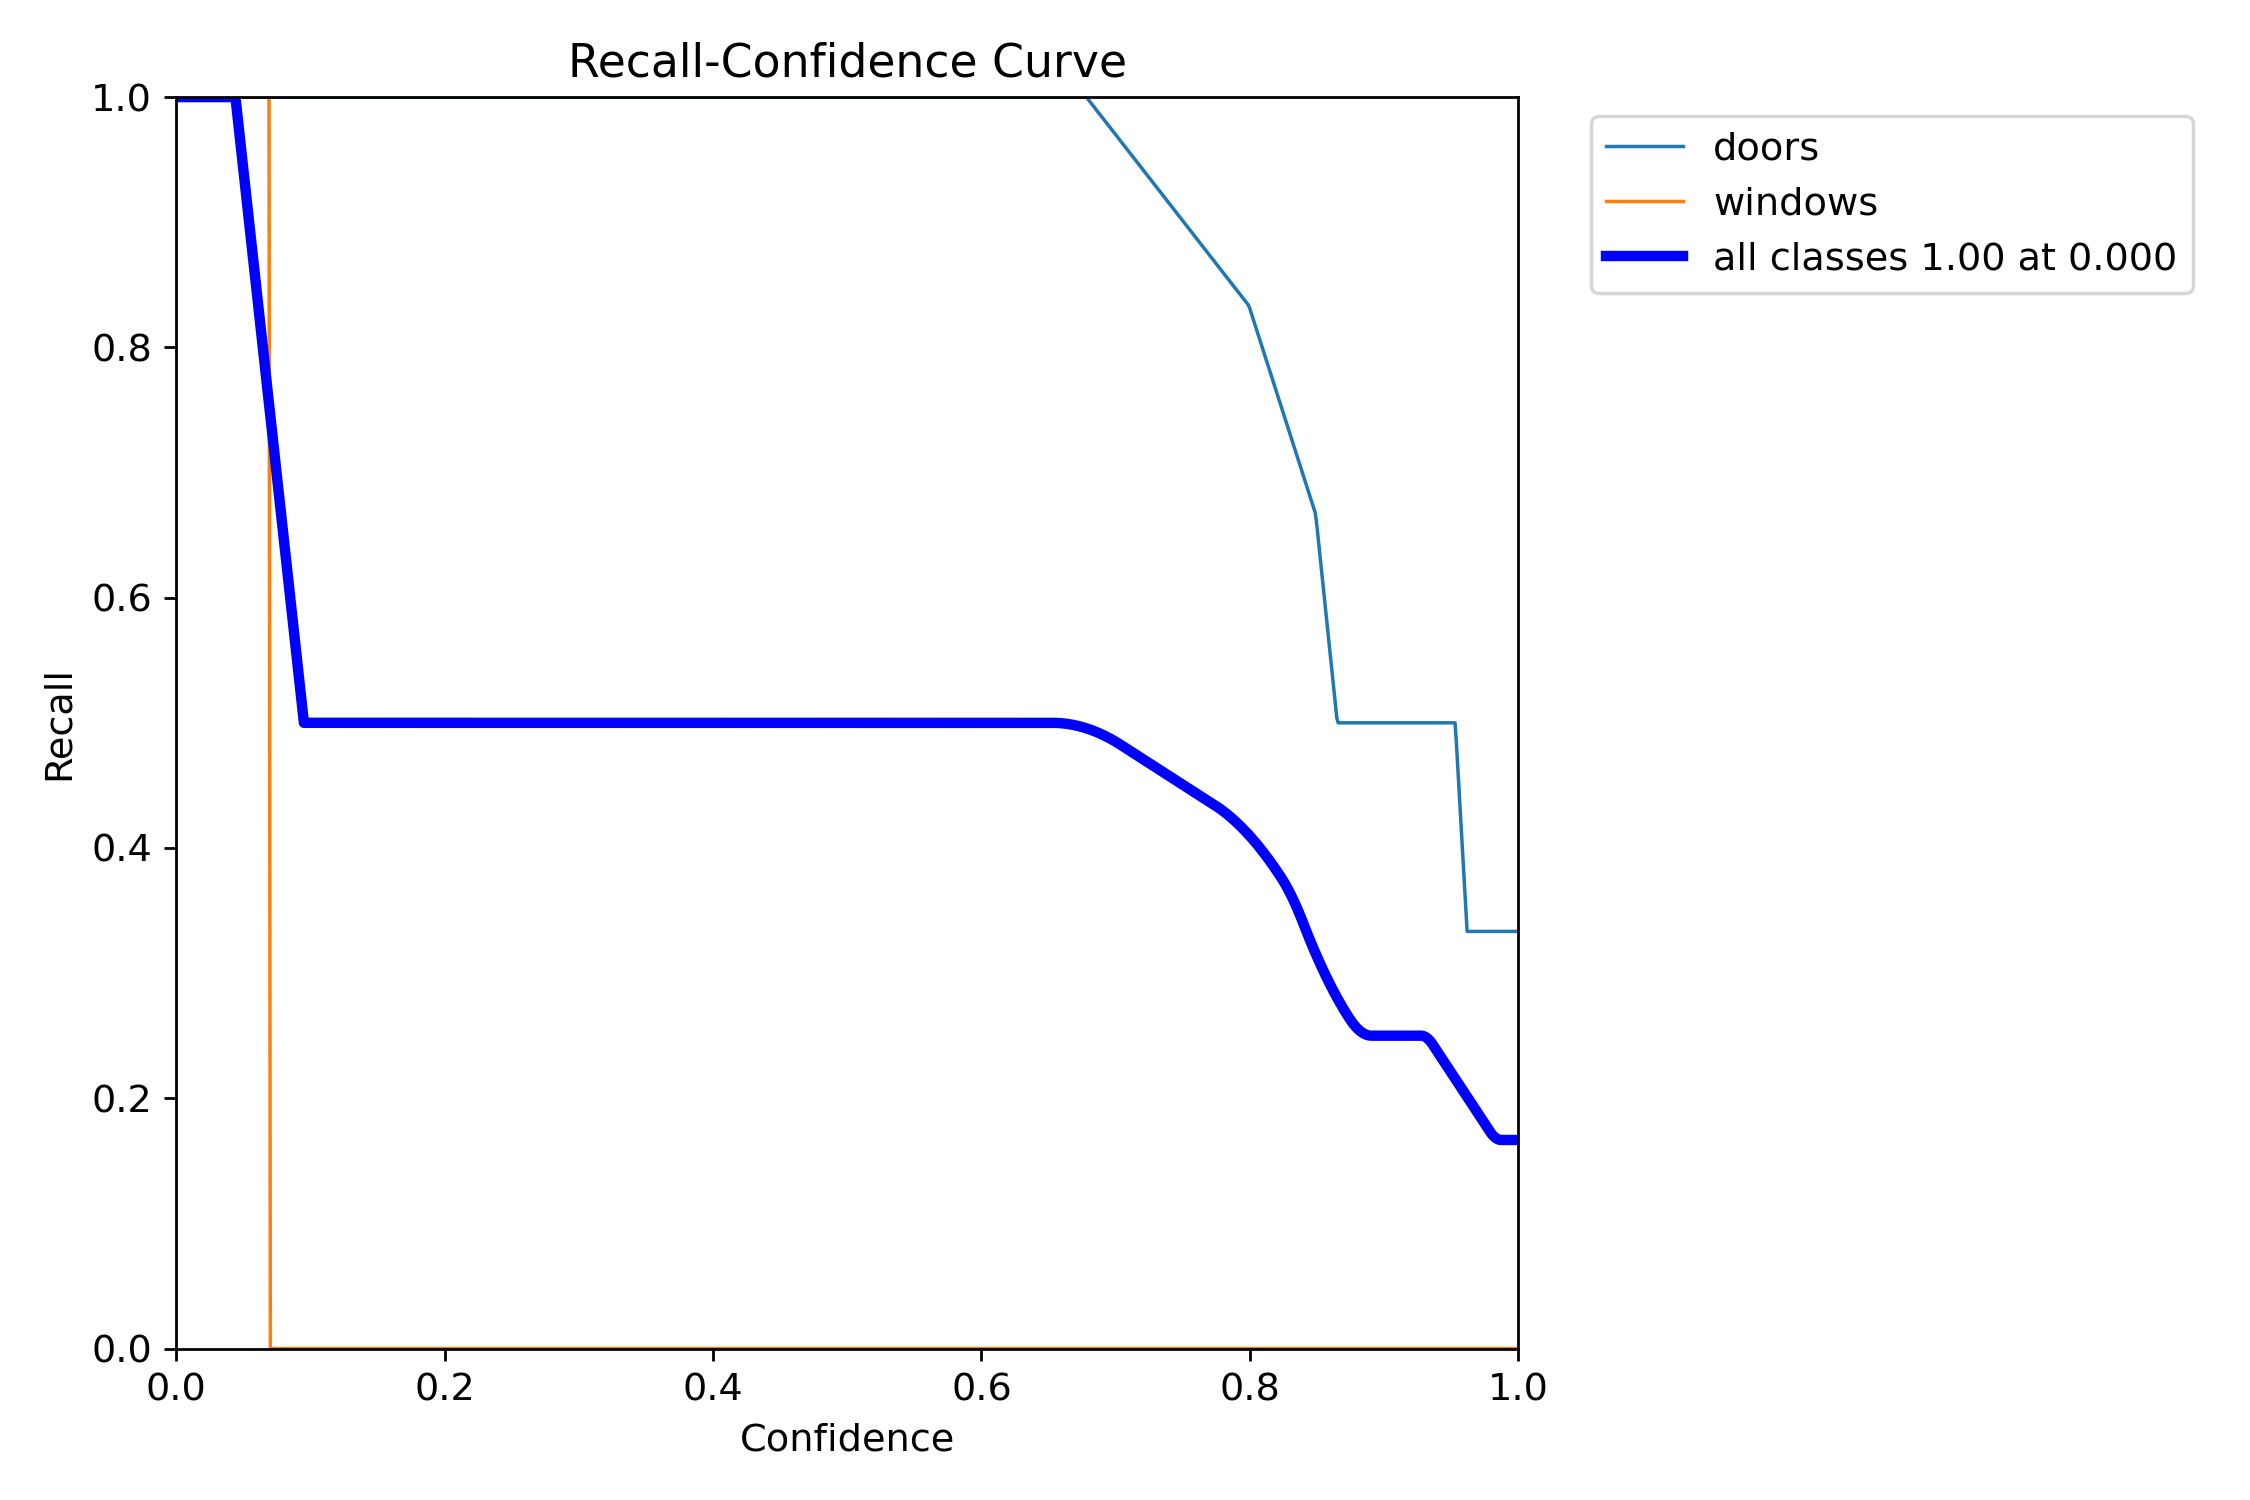 Recall-Confidence Curve
1.0
0.8
0.6
0.4
0.2
0.0
Recall
0.0 0.2 0.4 0.6 0.8 1.0
Confidence
doors
windows
all classes 1.00 at 0.000